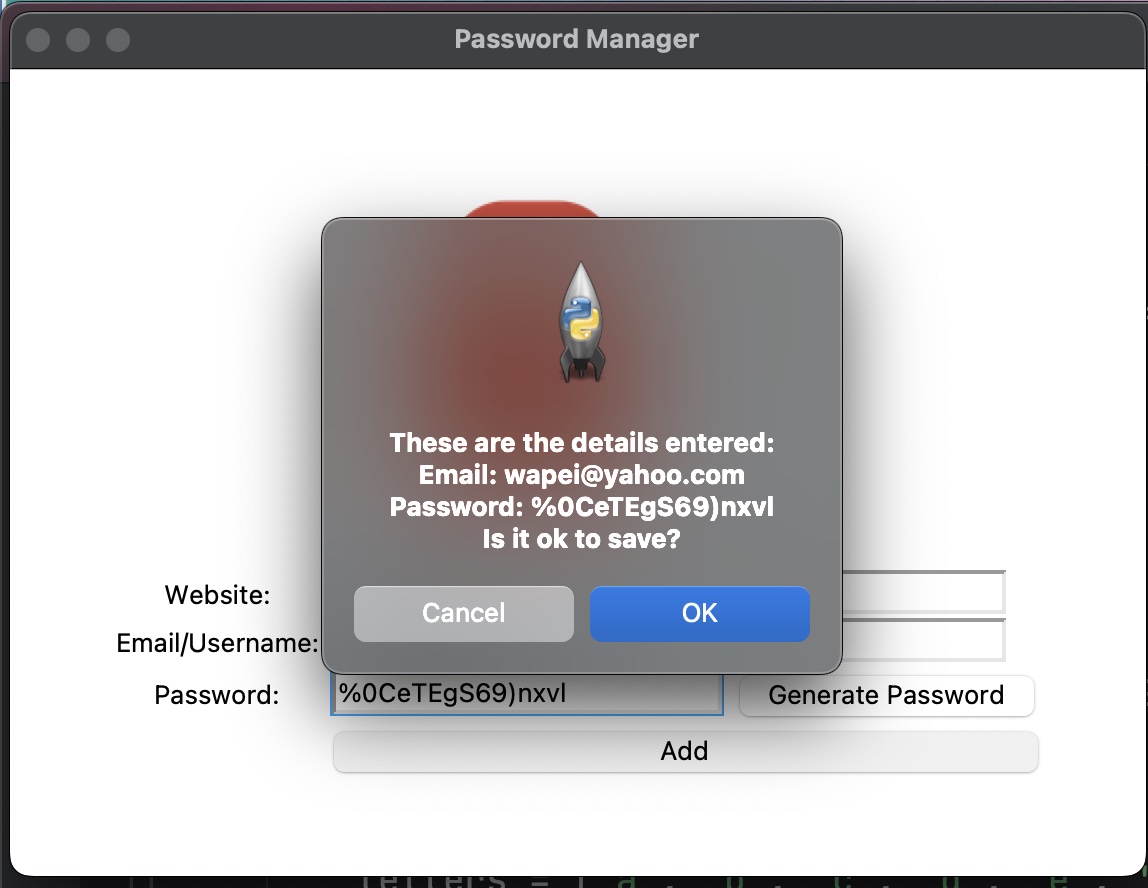 Password Manager
These are the details entered:
Email: wapei@yahoo.com
Password: %0CeTEgS69)nxvl
Is it ok to save?
Cancel
OK
Website:
Email/Username:
Password:
%0CeTEgS69)nxvl
Generate Password
Add